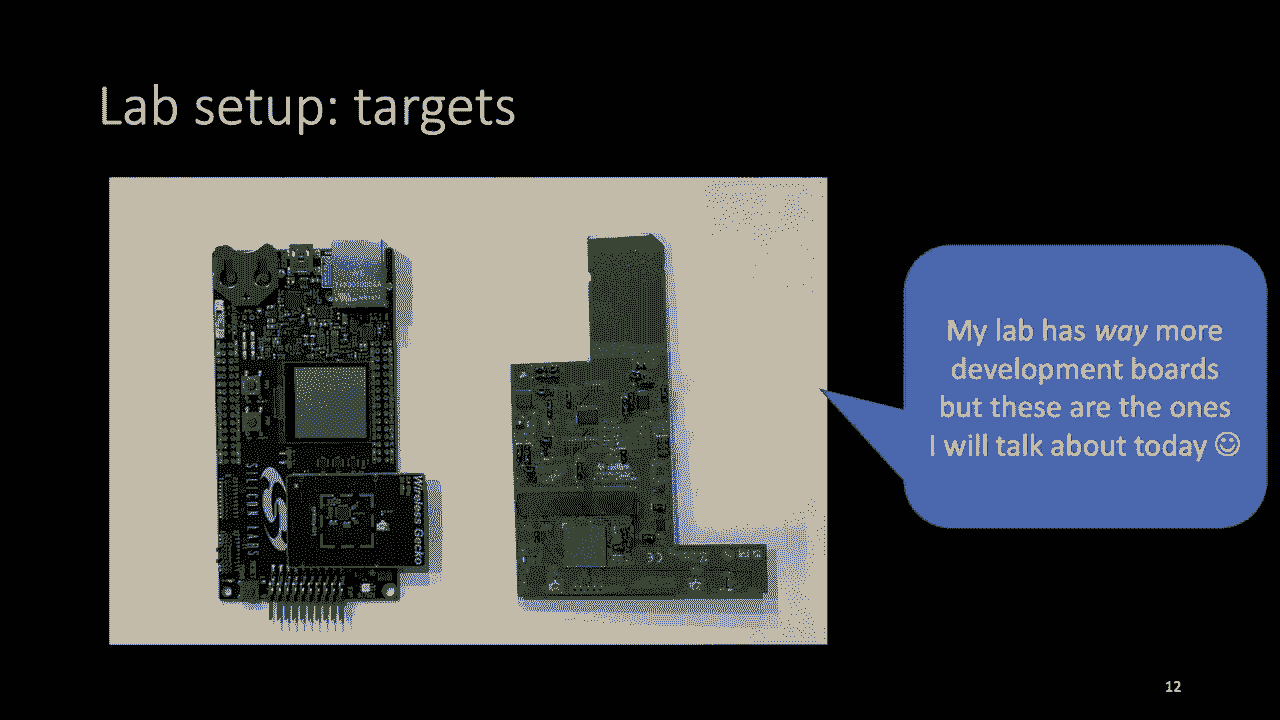 Lab setup: targets
My lab has way more
development boards
but these are the ones
I will talk about today ☺
SILICON LABS
Wireless Gecko
12